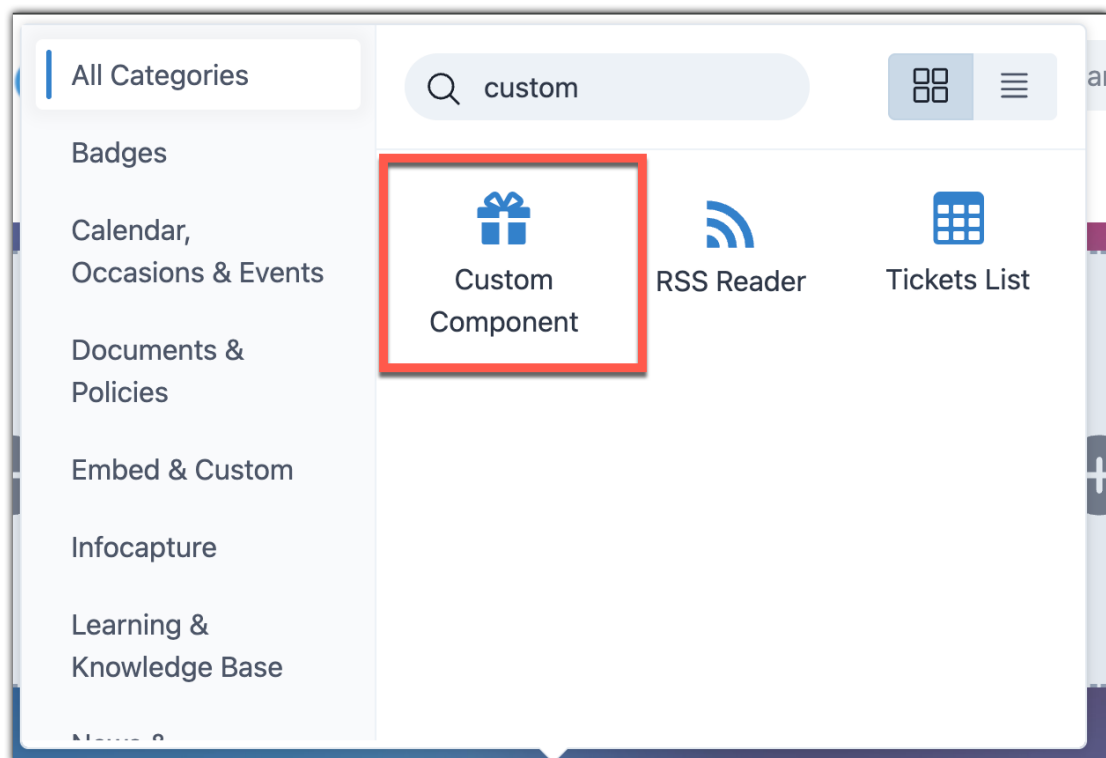 All Categories
Badges
Calendar,
Occasions & Events
Documents &
Policies
Embed & Custom
Infocapture
Learning &
Knowledge Base
custom
Custom
Component
RSS Reader
Tickets List